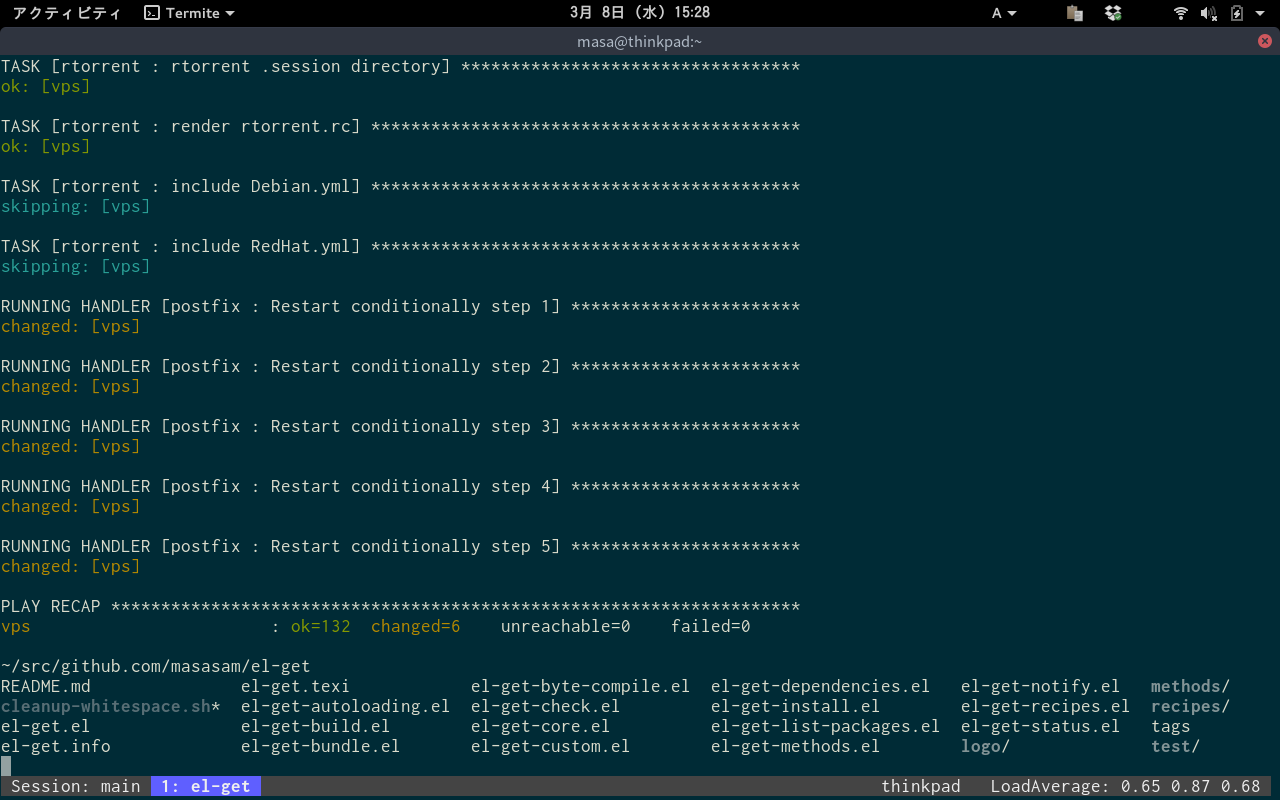 アクティビティ Termite 3月 8日 (水) 15:28 A
masa@thinkpad:~
TASK [rtorrent : rtorrent .session directory] **********************************
ok: [vps]
TASK [rtorrent : render rtorrent.rc] *******************************************
ok: [vps]
TASK [rtorrent : include Debian.yml] *******************************************
skipping: [vps]
TASK [rtorrent : include RedHat.yml] *******************************************
skipping: [vps]
RUNNING HANDLER [postfix : Restart conditionally step 1] ***********************
changed: [vps]
RUNNING HANDLER [postfix : Restart conditionally step 2] ***********************
changed: [vps]
RUNNING HANDLER [postfix : Restart conditionally step 3] ***********************
changed: [vps]
RUNNING HANDLER [postfix : Restart conditionally step 4] ***********************
changed: [vps]
RUNNING HANDLER [postfix : Restart conditionally step 5] ***********************
changed: [vps]
PLAY RECAP *********************************************************************
vps                        : ok=132  changed=6    unreachable=0    failed=0
~/src/github.com/masasam/el-get
README.md               el-get.texi            el-get-byte-compile.el  el-get-dependencies.el   el-get-notify.el   methods/
cleanup-whitespace.sh*  el-get-autoloading.el  el-get-check.el         el-get-install.el        el-get-recipes.el  recipes/
el-get.el               el-get-build.el        el-get-core.el          el-get-list-packages.el  el-get-status.el   tags
el-get.info             el-get-bundle.el       el-get-custom.el        el-get-methods.el        logo/              test/
Session: main 1: el-get thinkpad LoadAverage: 0.65 0.87 0.68